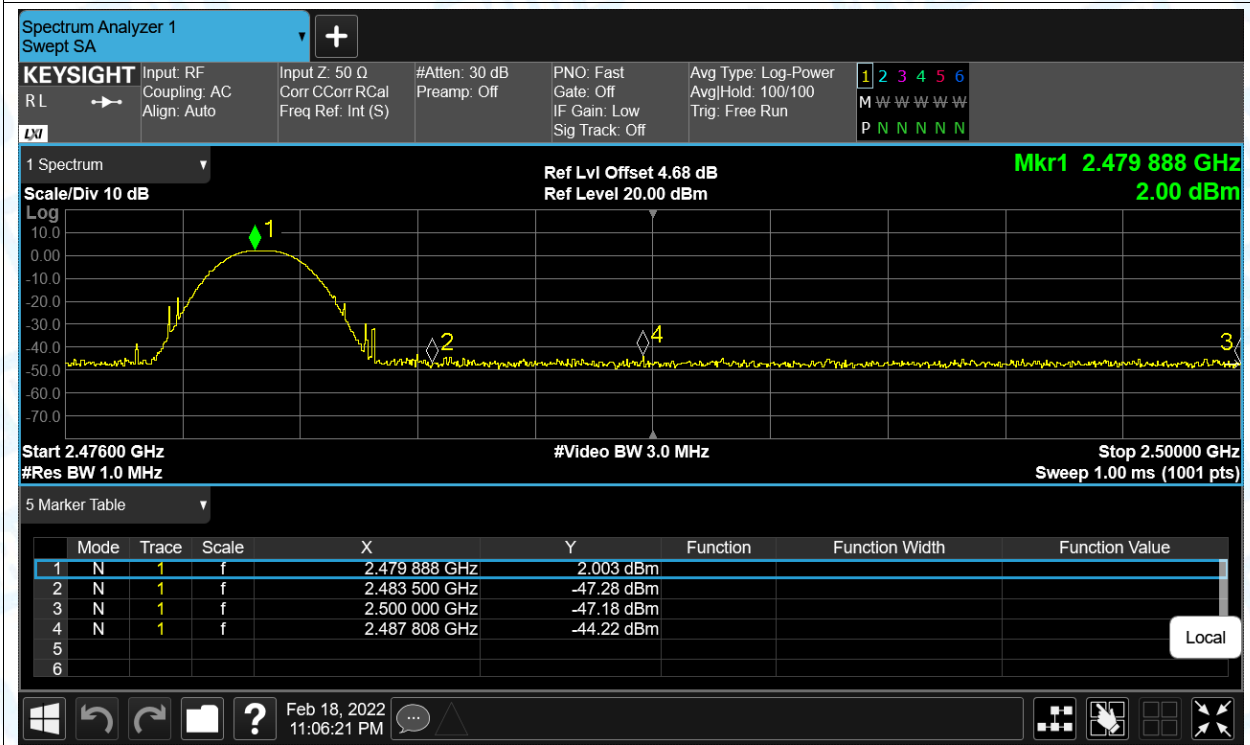 Spectrum Analyzer 1
Swept SA
KEYSIGHT
R L
LXI
Input: RF
Coupling: AC
Align: Auto
Input Z: 50 Ω
Corr CCorr RCal
Freq Ref: Int (S)
#Atten: 30 dB
Preamp: Off
PNO: Fast
Gate: Off
IF Gain: Low
Sig Track: Off
Avg Type: Log-Power
Avg|Hold: 100/100
Trig: Free Run
1 2 3 4 5 6
M W W W W W
P N N N N N
1 Spectrum
Scale/Div 10 dB
Ref Lvl Offset 4.68 dB
Ref Level 20.00 dBm
Mkr1 2.479 888 GHz
2.00 dBm
Log
10.0
0.00
-10.0
-20.0
-30.0
-40.0
-50.0
-60.0
-70.0
1
2
4
3
Start 2.47600 GHz
#Video BW 3.0 MHz
Stop 2.50000 GHz
#Res BW 1.0 MHz
Sweep 1.00 ms (1001 pts)
5 Marker Table
Mode Trace Scale X Y Function Function Width Function Value
1 N 1 f 2.479 888 GHz 2.003 dBm
2 N 1 f 2.483 500 GHz -47.28 dBm
3 N 1 f 2.500 000 GHz -47.18 dBm
4 N 1 f 2.487 808 GHz -44.22 dBm
5
6
Local
?
Feb 18, 2022
11:06:21 PM